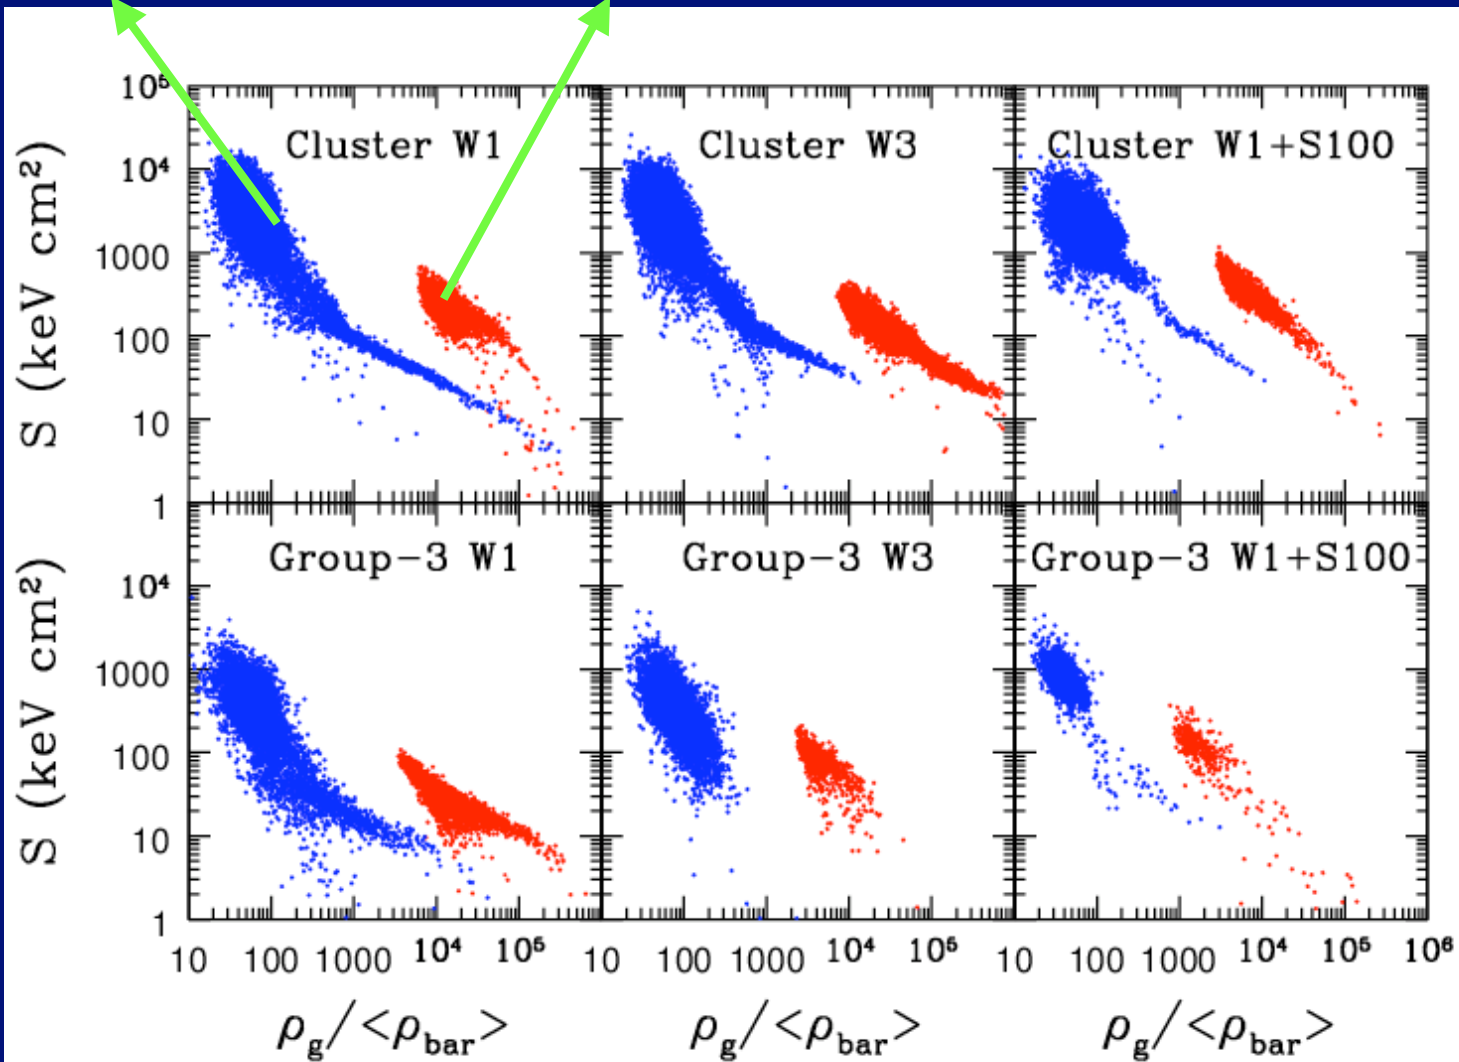 10⁵
Cluster W1
Cluster W3
Cluster W1+S100
10⁴
1000
100
10
1
S (keV cm²)
Group-3 W1
Group-3 W3
Group-3 W1+S100
10⁴
1000
100
10
1
S (keV cm²)
10 100 1000 10⁴ 10⁵
10 100 1000 10⁴ 10⁵
10 100 1000 10⁴ 10⁵ 10⁶
ρg/<ρbar>
ρg/<ρbar>
ρg/<ρbar>